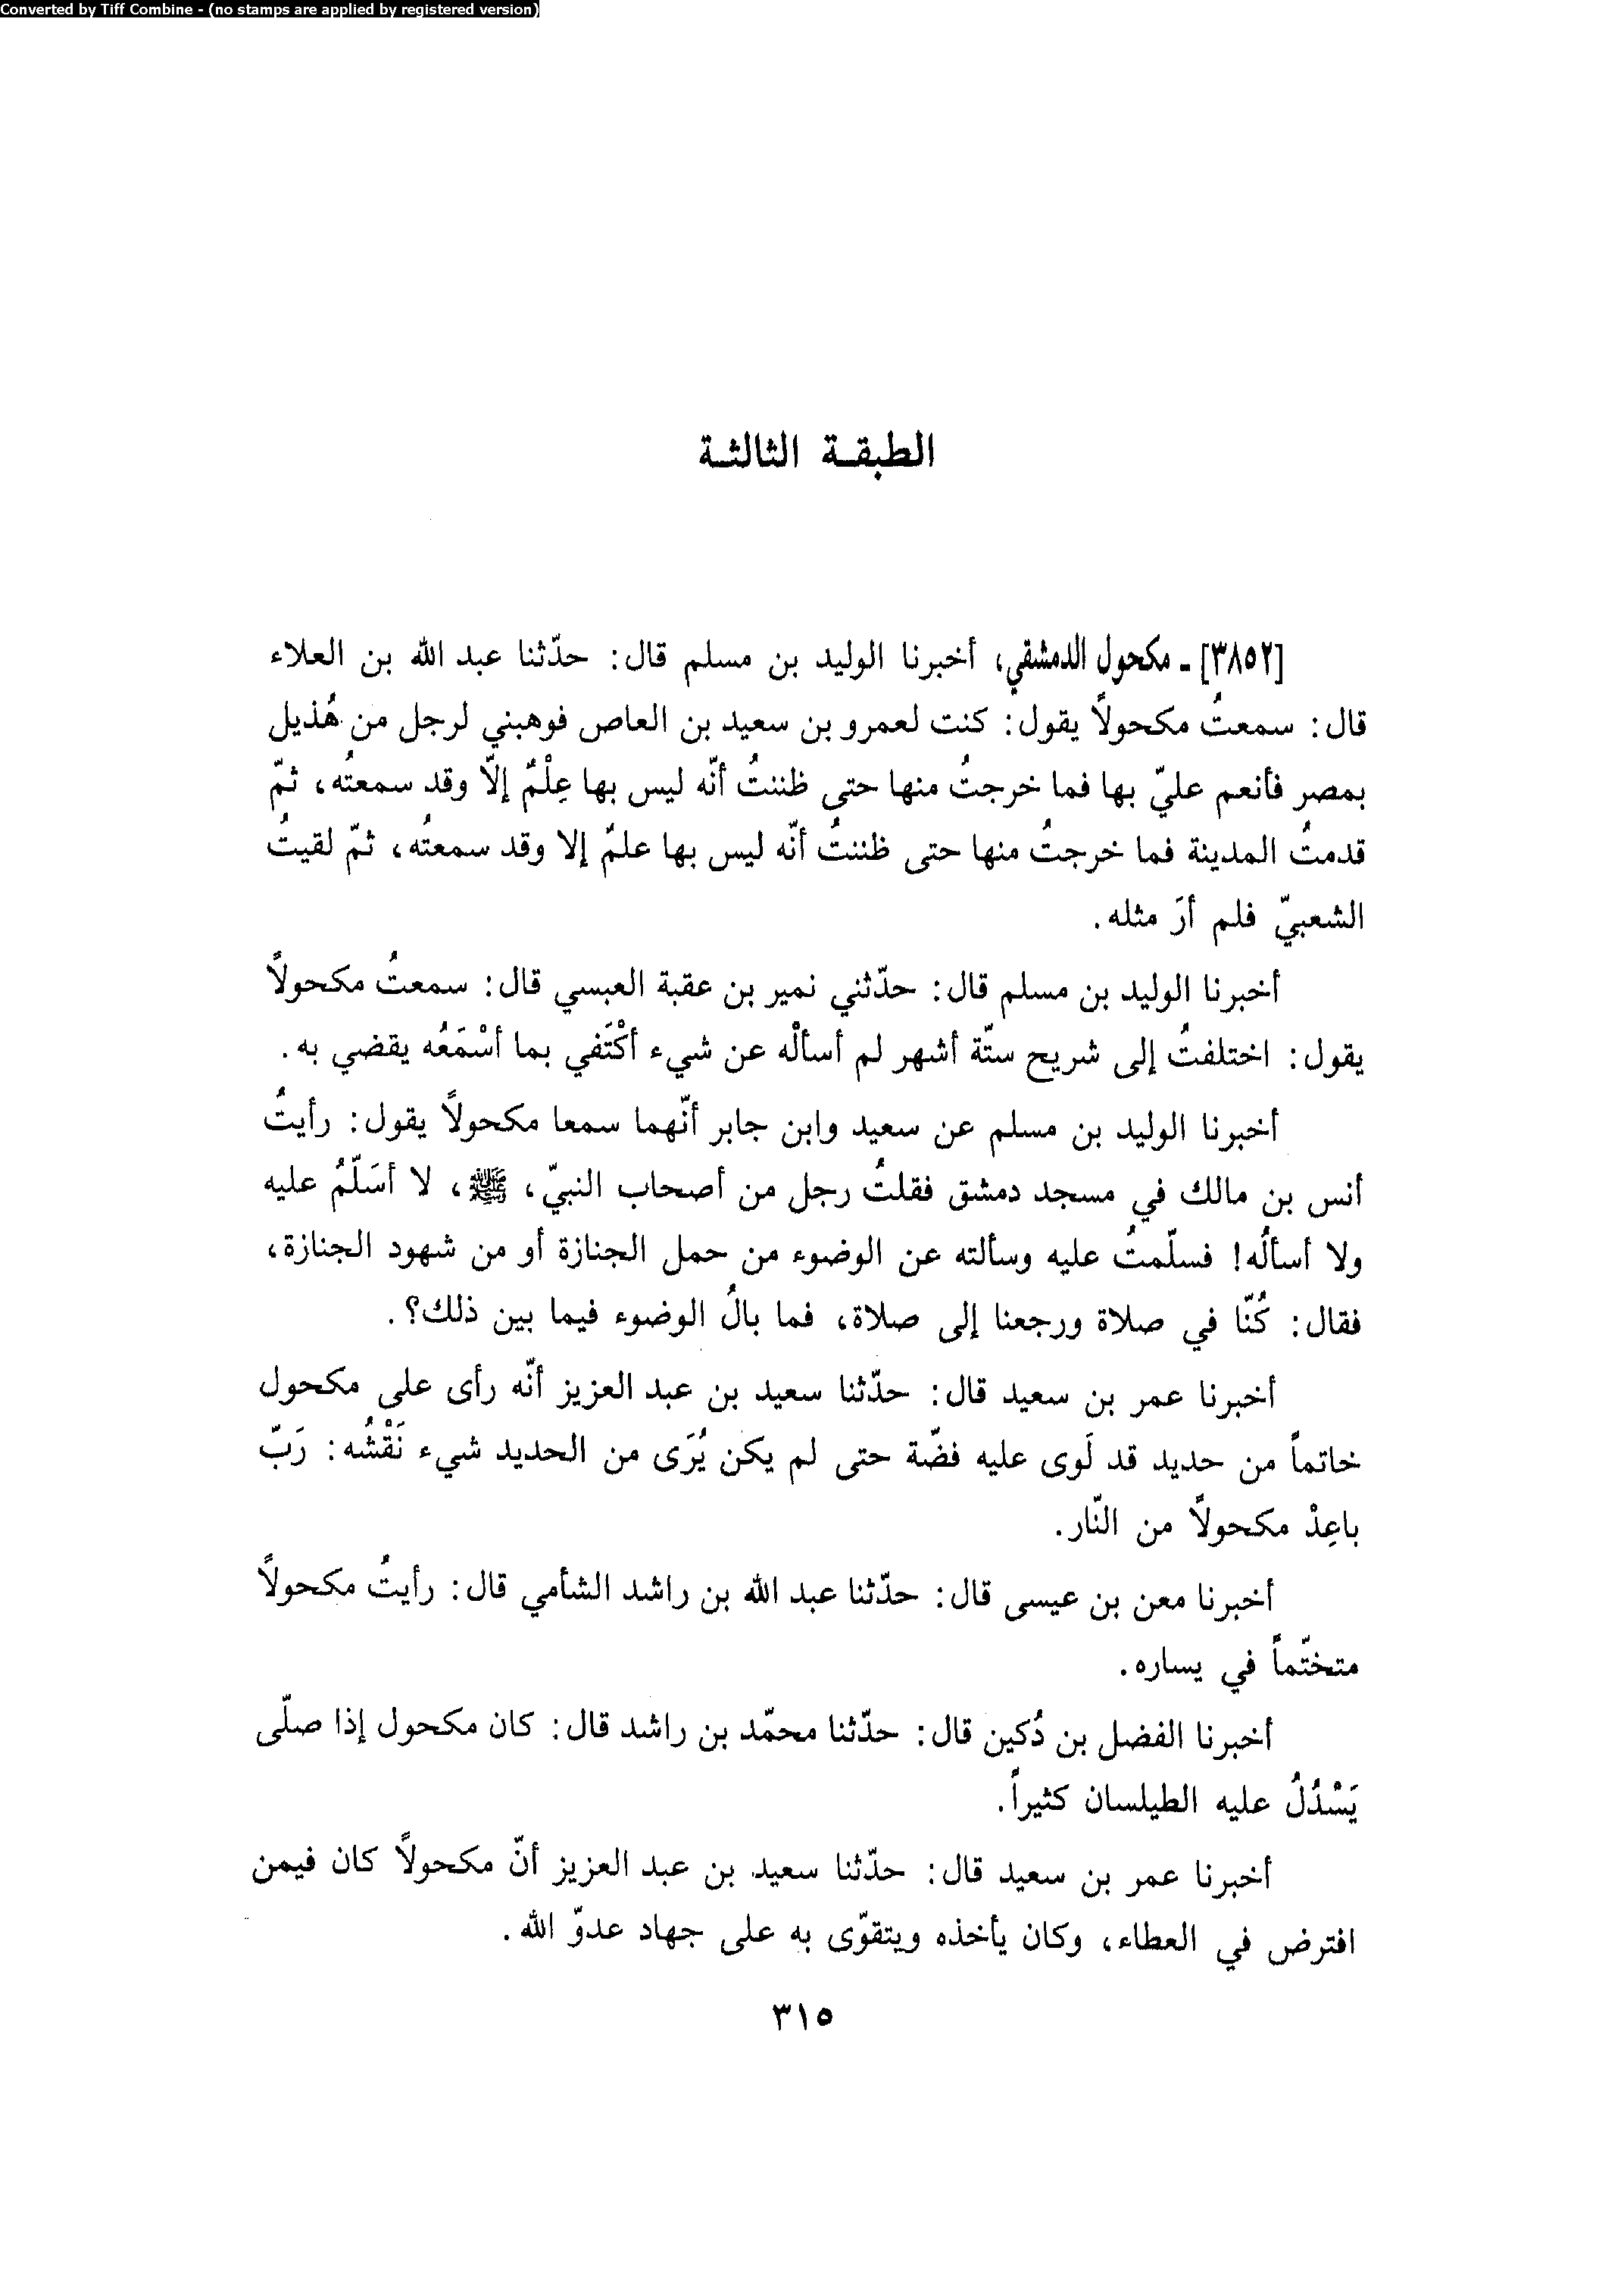 Converted by Tiff Combine - (no stamps are applied by registered version)
الطبقـة الثالثـة
[٣٨٥٢] ـ مكحول الدمشقي، أخبرنا الوليد بن مسلم قال: حدّثنا عبد الله بن العلاء
قال: سمعتُ مكحولاً يقول: كنت لعمرو بن سعيد بن العاص فوهبني لرجل من هُذيل
بمصر فأنعم عليّ بها فما خرجتُ منها حتى ظننتُ أنّه ليس بها عِلْمٌ إلاّ وقد سمعتُه، ثمّ
قدمتُ المدينة فما خرجتُ منها حتى ظننتُ أنّه ليس بها علمٌ إلا وقد سمعتُه، ثمّ لقيتُ
الشعبيّ فلم أرَ مثله.
أخبرنا الوليد بن مسلم قال: حدّثني نمير بن عقبة العبسي قال: سمعتُ مكحولاً
يقول: اختلفتُ إلى شريح ستّة أشهر لم أسألْه عن شيء أكْتَفي بما أسْمَعُه يقضي به.
أخبرنا الوليد بن مسلم عن سعيد وابن جابر أنّهما سمعا مكحولاً يقول: رأيتُ
أنس بن مالك في مسجد دمشق فقلتُ رجل من أصحاب النبيّ، ﷺ، لا أسَلّمُ عليه
ولا أسألُه! فسلّمتُ عليه وسألته عن الوضوء من حمل الجنازة أو من شهود الجنازة،
فقال: كُنّا في صلاة ورجعنا إلى صلاة، فما بالُ الوضوء فيما بين ذلك؟.
أخبرنا عمر بن سعيد قال: حدّثنا سعيد بن عبد العزيز أنّه رأى على مكحول
خاتماً من حديد قد لَوى عليه فضّة حتى لم يكن يُرَى من الحديد شيء نَقْشُه: رَبّ
باعِدْ مكحولاً من النّار.
أخبرنا معن بن عيسى قال: حدّثنا عبد الله بن راشد الشأمي قال: رأيتُ مكحولاً
متختّماً في يساره.
أخبرنا الفضل بن دُكين قال: حدّثنا محمّد بن راشد قال: كان مكحول إذا صلّى
يَسْدُلُ عليه الطيلسان كثيراً.
أخبرنا عمر بن سعيد قال: حدّثنا سعيد بن عبد العزيز أنّ مكحولاً كان فيمن
افترض في العطاء، وكان يأخذه ويتقوّى به على جهاد عدوّ الله.
٣١٥